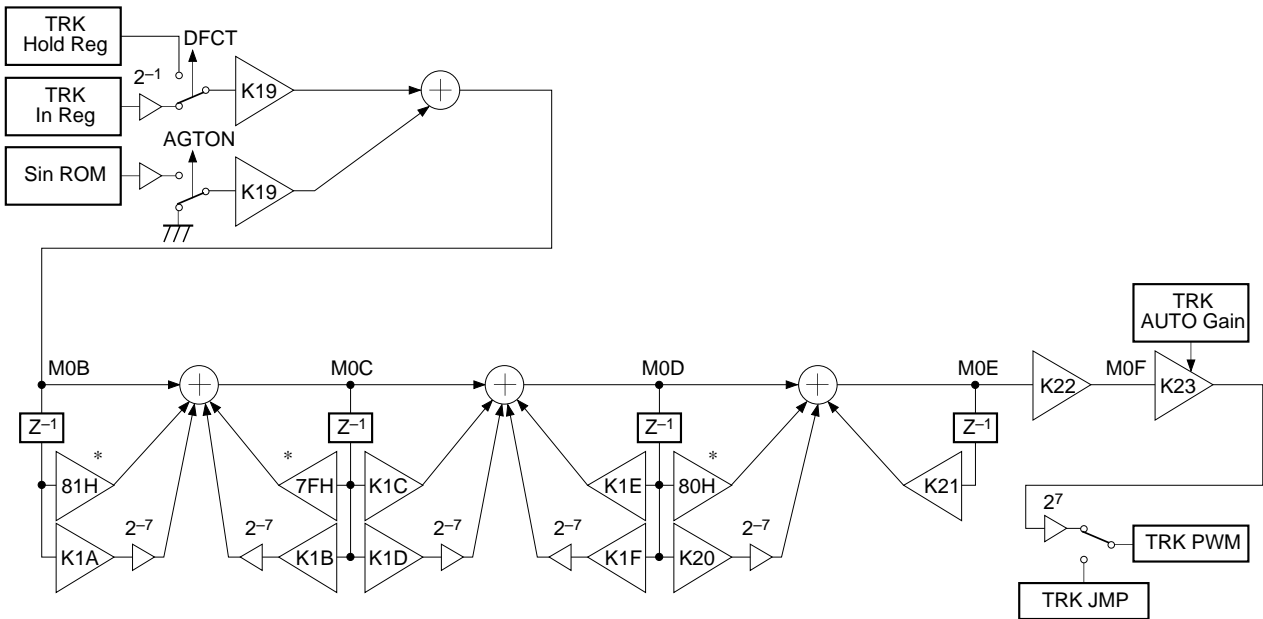 TRK
Hold Reg
DFCT
2–1
TRK
In Reg
K19
AGTON
Sin ROM
K19
TRK
AUTO Gain
M0B
M0C
M0D
M0E
K22
M0F
K23
Z–1
Z–1
Z–1
Z–1
*
*
*
81H
7FH
K1C
K1E
80H
K21
2–7
2–7
2–7
2–7
2–7
K1A
K1B
K1D
K1F
K20
27
TRK PWM
TRK JMP